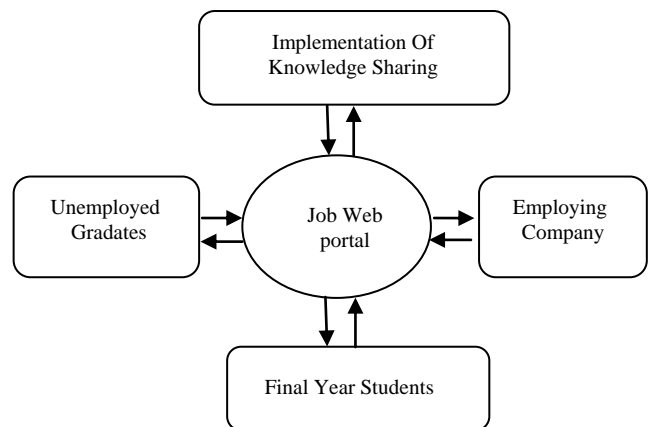 Implementation Of
Knowledge Sharing
Unemployed
Gradates
Job Web
portal
Employing
Company
Final Year Students